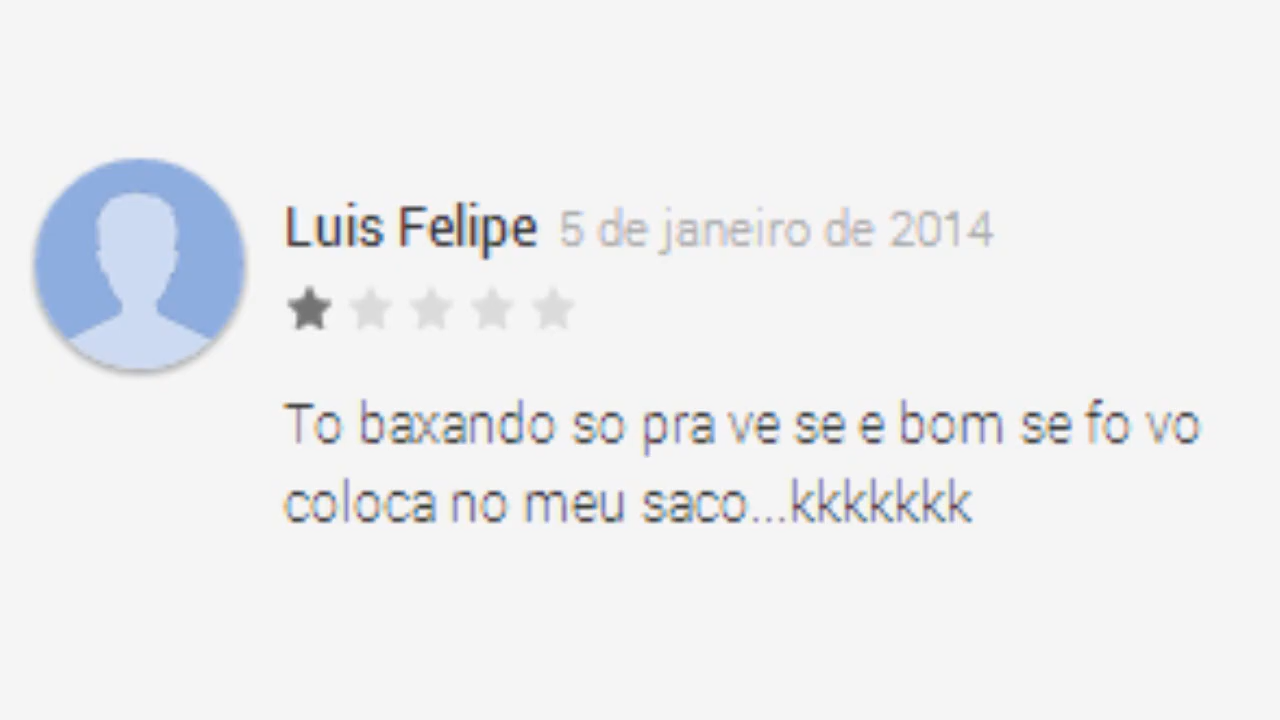 Luis Felipe 5 de janeiro de 2014
To baxando so pra ve se e bom se fo vo
coloca no meu saco...kkkkkkk